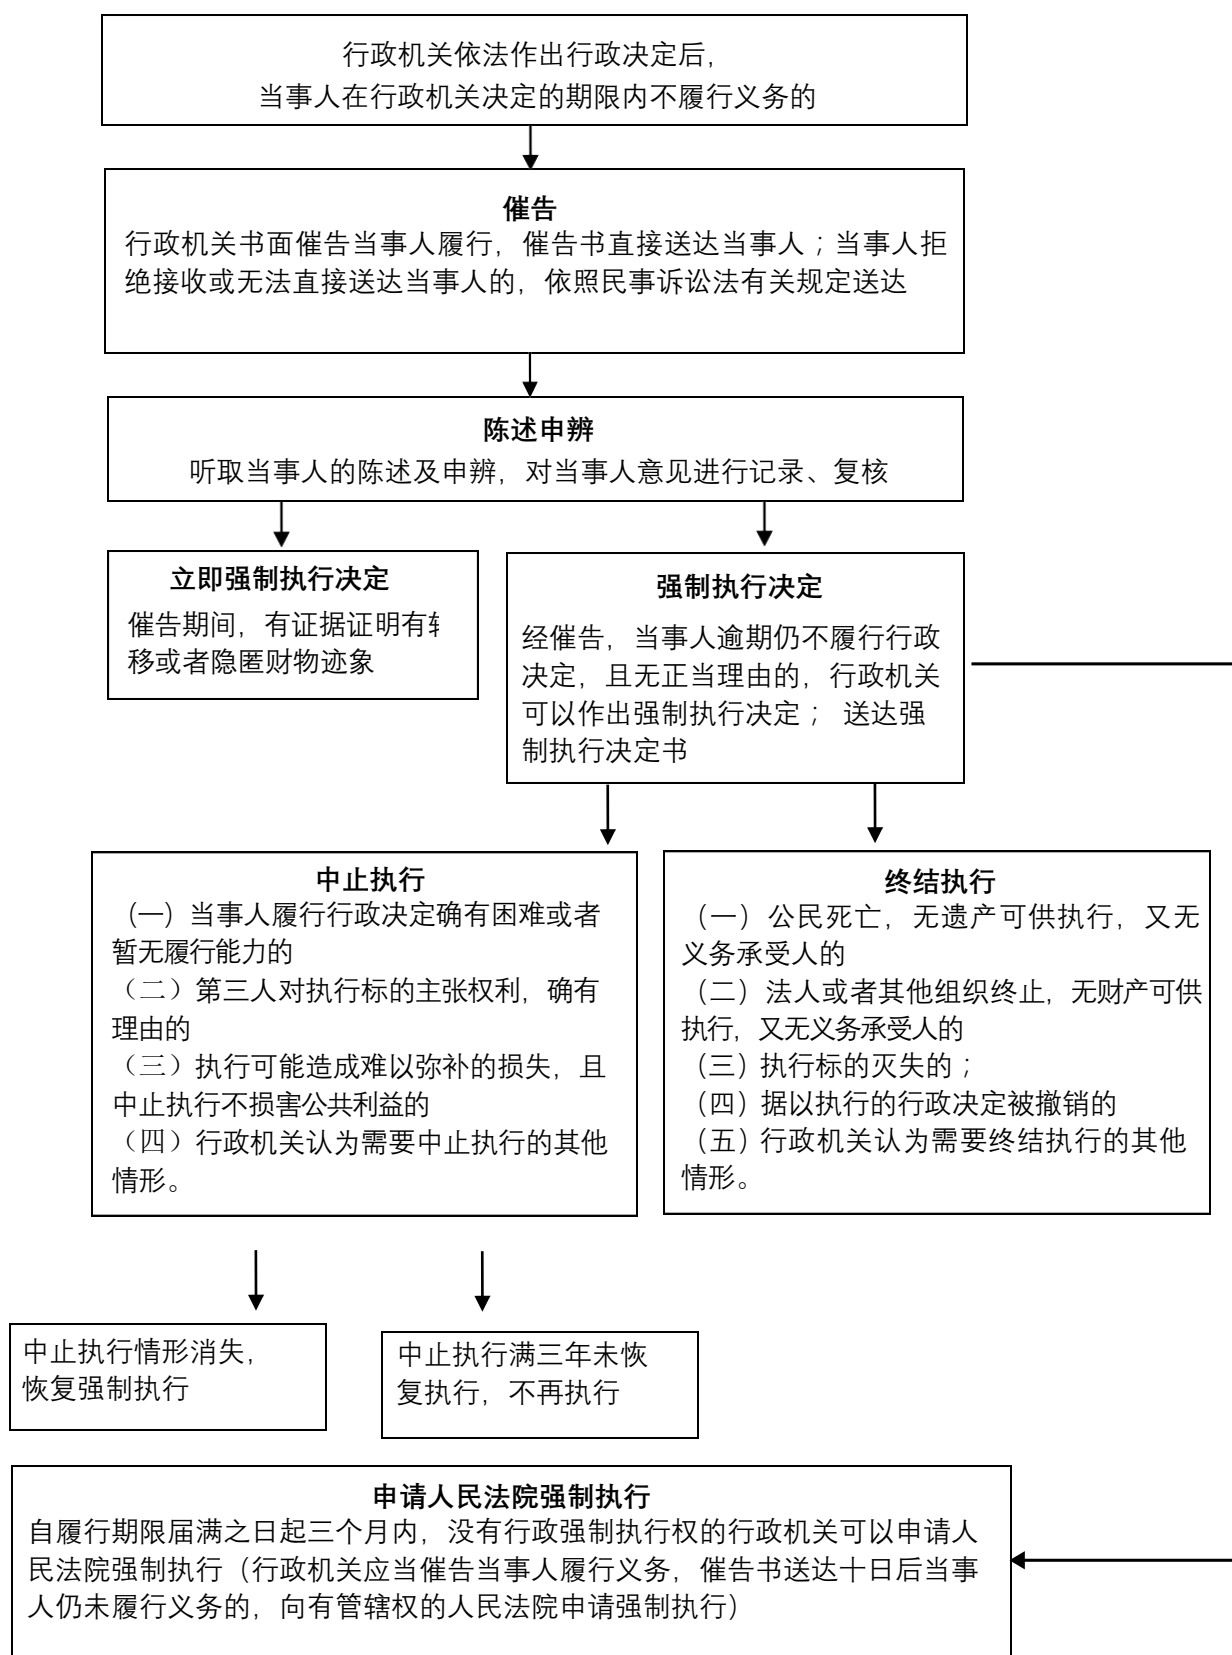 行政机关依法作出行政决定后，
当事人在行政机关决定的期限内不履行义务的
催告
行政机关书面催告当事人履行，催告书直接送达当事人；当事人拒
绝接收或无法直接送达当事人的，依照民事诉讼法有关规定送达
陈述申辨
听取当事人的陈述及申辨，对当事人意见进行记录、复核
立即强制执行决定
催告期间，有证据证明有
移或者隐匿财物迹象
强制执行决定
经催告，当事人逾期仍不履行行政
决定，且无正当理由的，行政机关
可以作出强制执行决定； 送达强
制执行决定书
中止执行
（一）当事人履行行政决定确有困难或者
暂无履行能力的
（二）第三人对执行标的主张权利，确有
理由的
（三）执行可能造成难以弥补的损失，且
中止执行不损害公共利益的
（四）行政机关认为需要中止执行的其他
情形。
终结执行
（一）公民死亡，无遗产可供执行，又无
义务承受人的
（二）法人或者其他组织终止，无财产可供
执行，又无义务承受人的
（三）执行标的灭失的；
（四）据以执行的行政决定被撤销的
（五）行政机关认为需要终结执行的其他
情形。
中止执行情形消失，
恢复强制执行
中止执行满三年未恢
复执行，不再执行
申请人民法院强制执行
自履行期限届满之日起三个月内，没有行政强制执行权的行政机关可以申请人
民法院强制执行（行政机关应当催告当事人履行义务，催告书送达十日后当事
人仍未履行义务的，向有管辖权的人民法院申请强制执行）